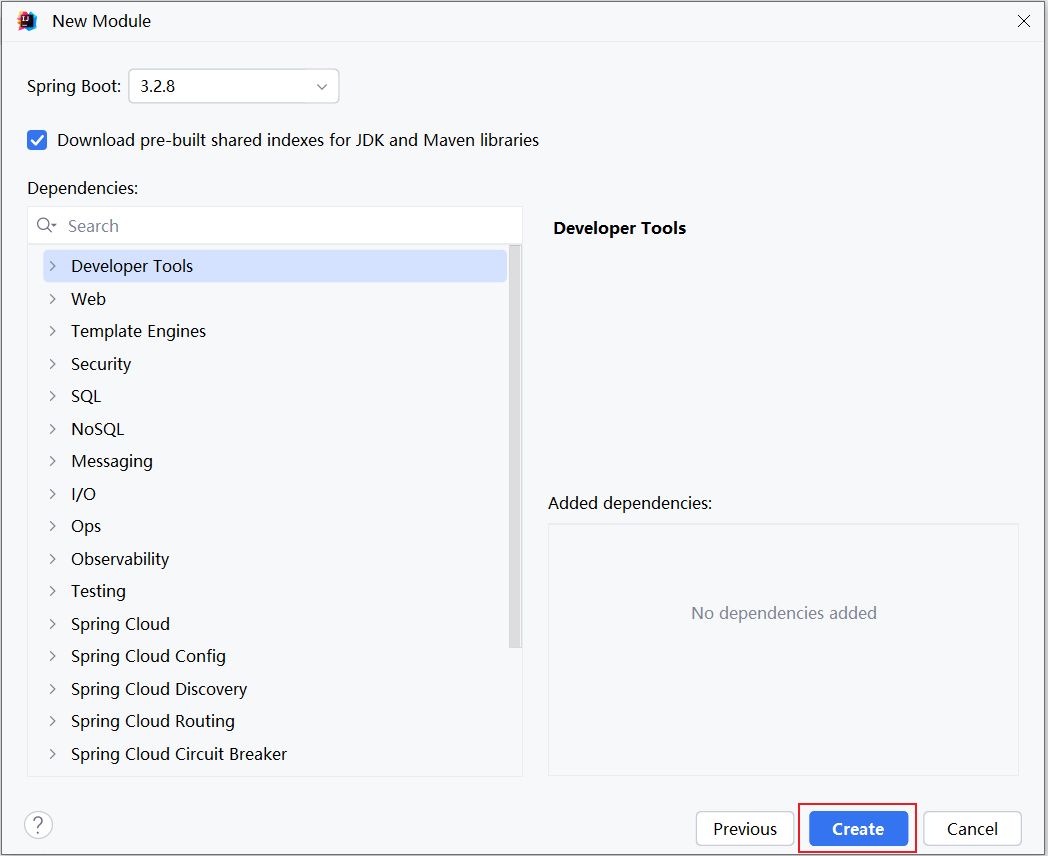 New Module
Spring Boot: 3.2.8
Download pre-built shared indexes for JDK and Maven libraries
Dependencies:
Search
Developer Tools
Web
Template Engines
Security
SQL
NoSQL
Messaging
I/O
Ops
Observability
Testing
Spring Cloud
Spring Cloud Config
Spring Cloud Discovery
Spring Cloud Routing
Spring Cloud Circuit Breaker
Developer Tools
Added dependencies:
No dependencies added
?
Previous
Create
Cancel